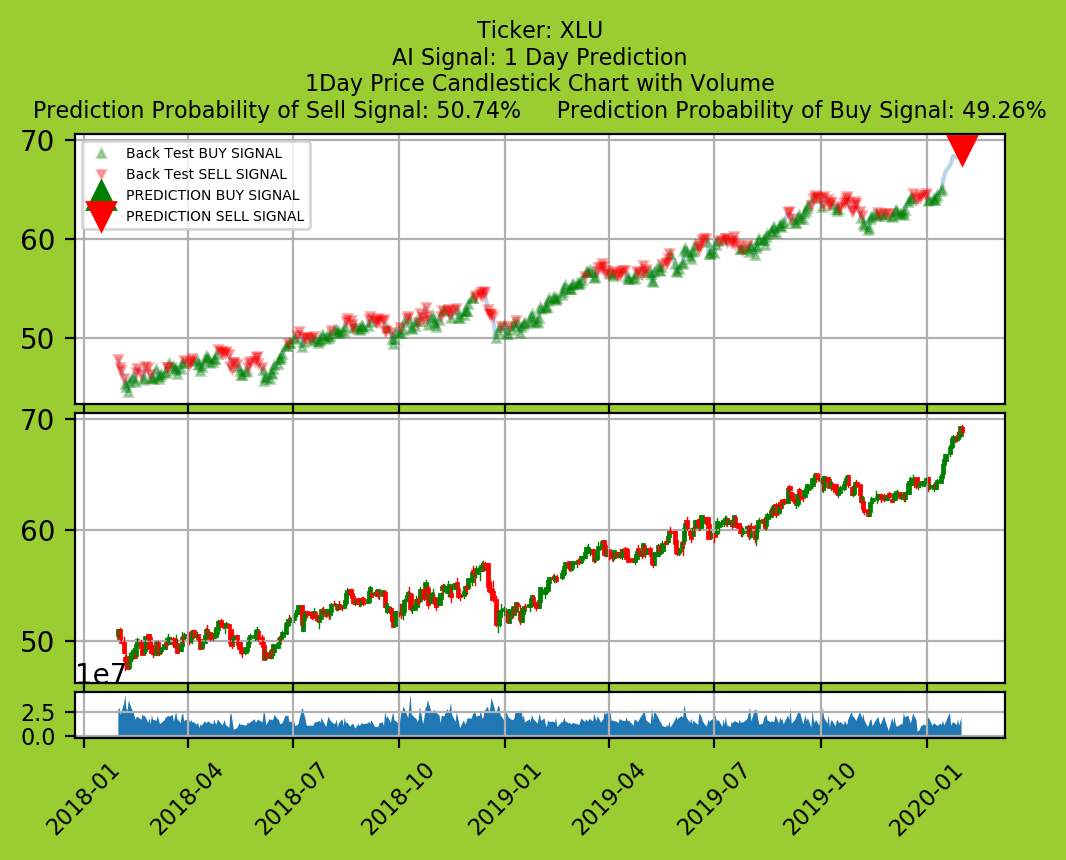 Ticker: XLU
AI Signal: 1 Day Prediction
1Day Price Candlestick Chart with Volume
Prediction Probability of Sell Signal: 50.74% Prediction Probability of Buy Signal: 49.26%
70
60
50
Back Test BUY SIGNAL
Back Test SELL SIGNAL
PREDICTION BUY SIGNAL
PREDICTION SELL SIGNAL
70
60
50
1e7
2.5
0.0
2018-01
2018-04
2018-07
2018-10
2019-01
2019-04
2019-07
2019-10
2020-01